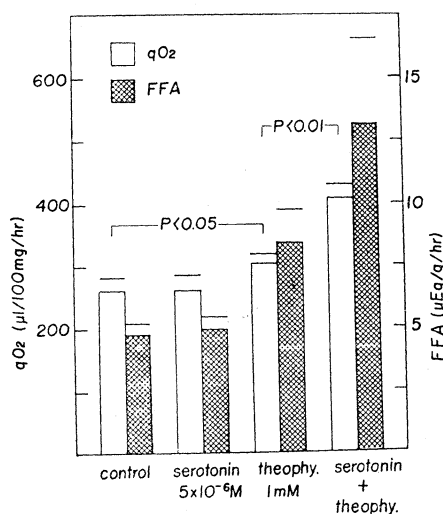 qO2
FFA
600
400
200
qO2 (μl/100mg/hr)
15
10
5
FFA (μEq/g/hr)
P<0.01
P<0.05
control
serotonin
5x10-6M
theophy.
1mM
serotonin
+
theophy.